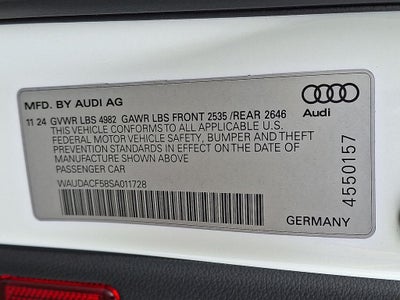 MFD. BY AUDI AG
11 24 GVWR LBS 4982 GAWR LBS FRONT 2535 /REAR 2646
THIS VEHICLE CONFORMS TO ALL APPLICABLE U.S.
FEDERAL MOTOR VEHICLE SAFETY, BUMPER AND THEFT
PREVENTION STANDARDS IN EFFECT ON THE DATE OF
MANUFACTURE SHOWN ABOVE
PASSENGER CAR
WAUDACF58SA011728
Audi
4550157
GERMANY